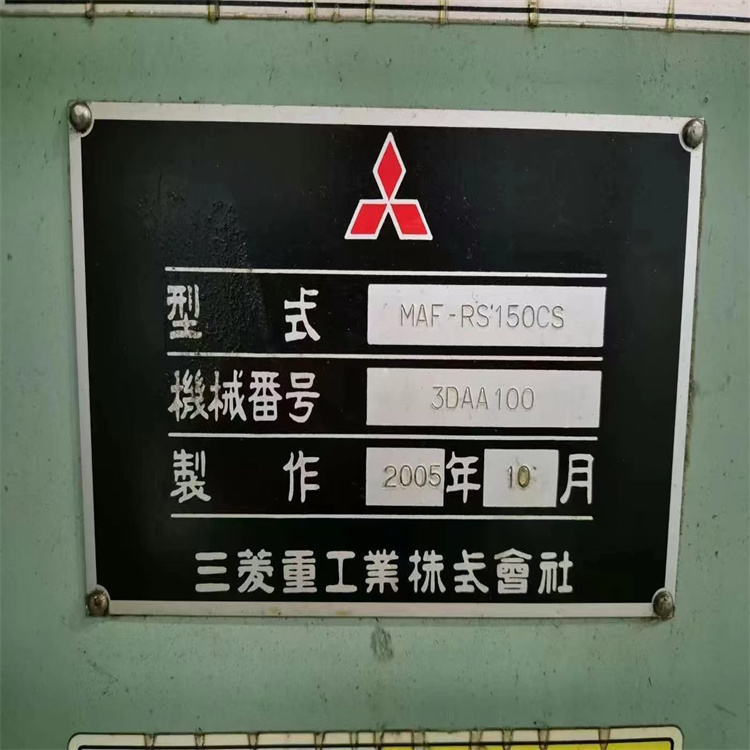 型式 MAF-RS150CS
機械番号 3DAA100
製作 2005年10月
三菱重工業株式會社